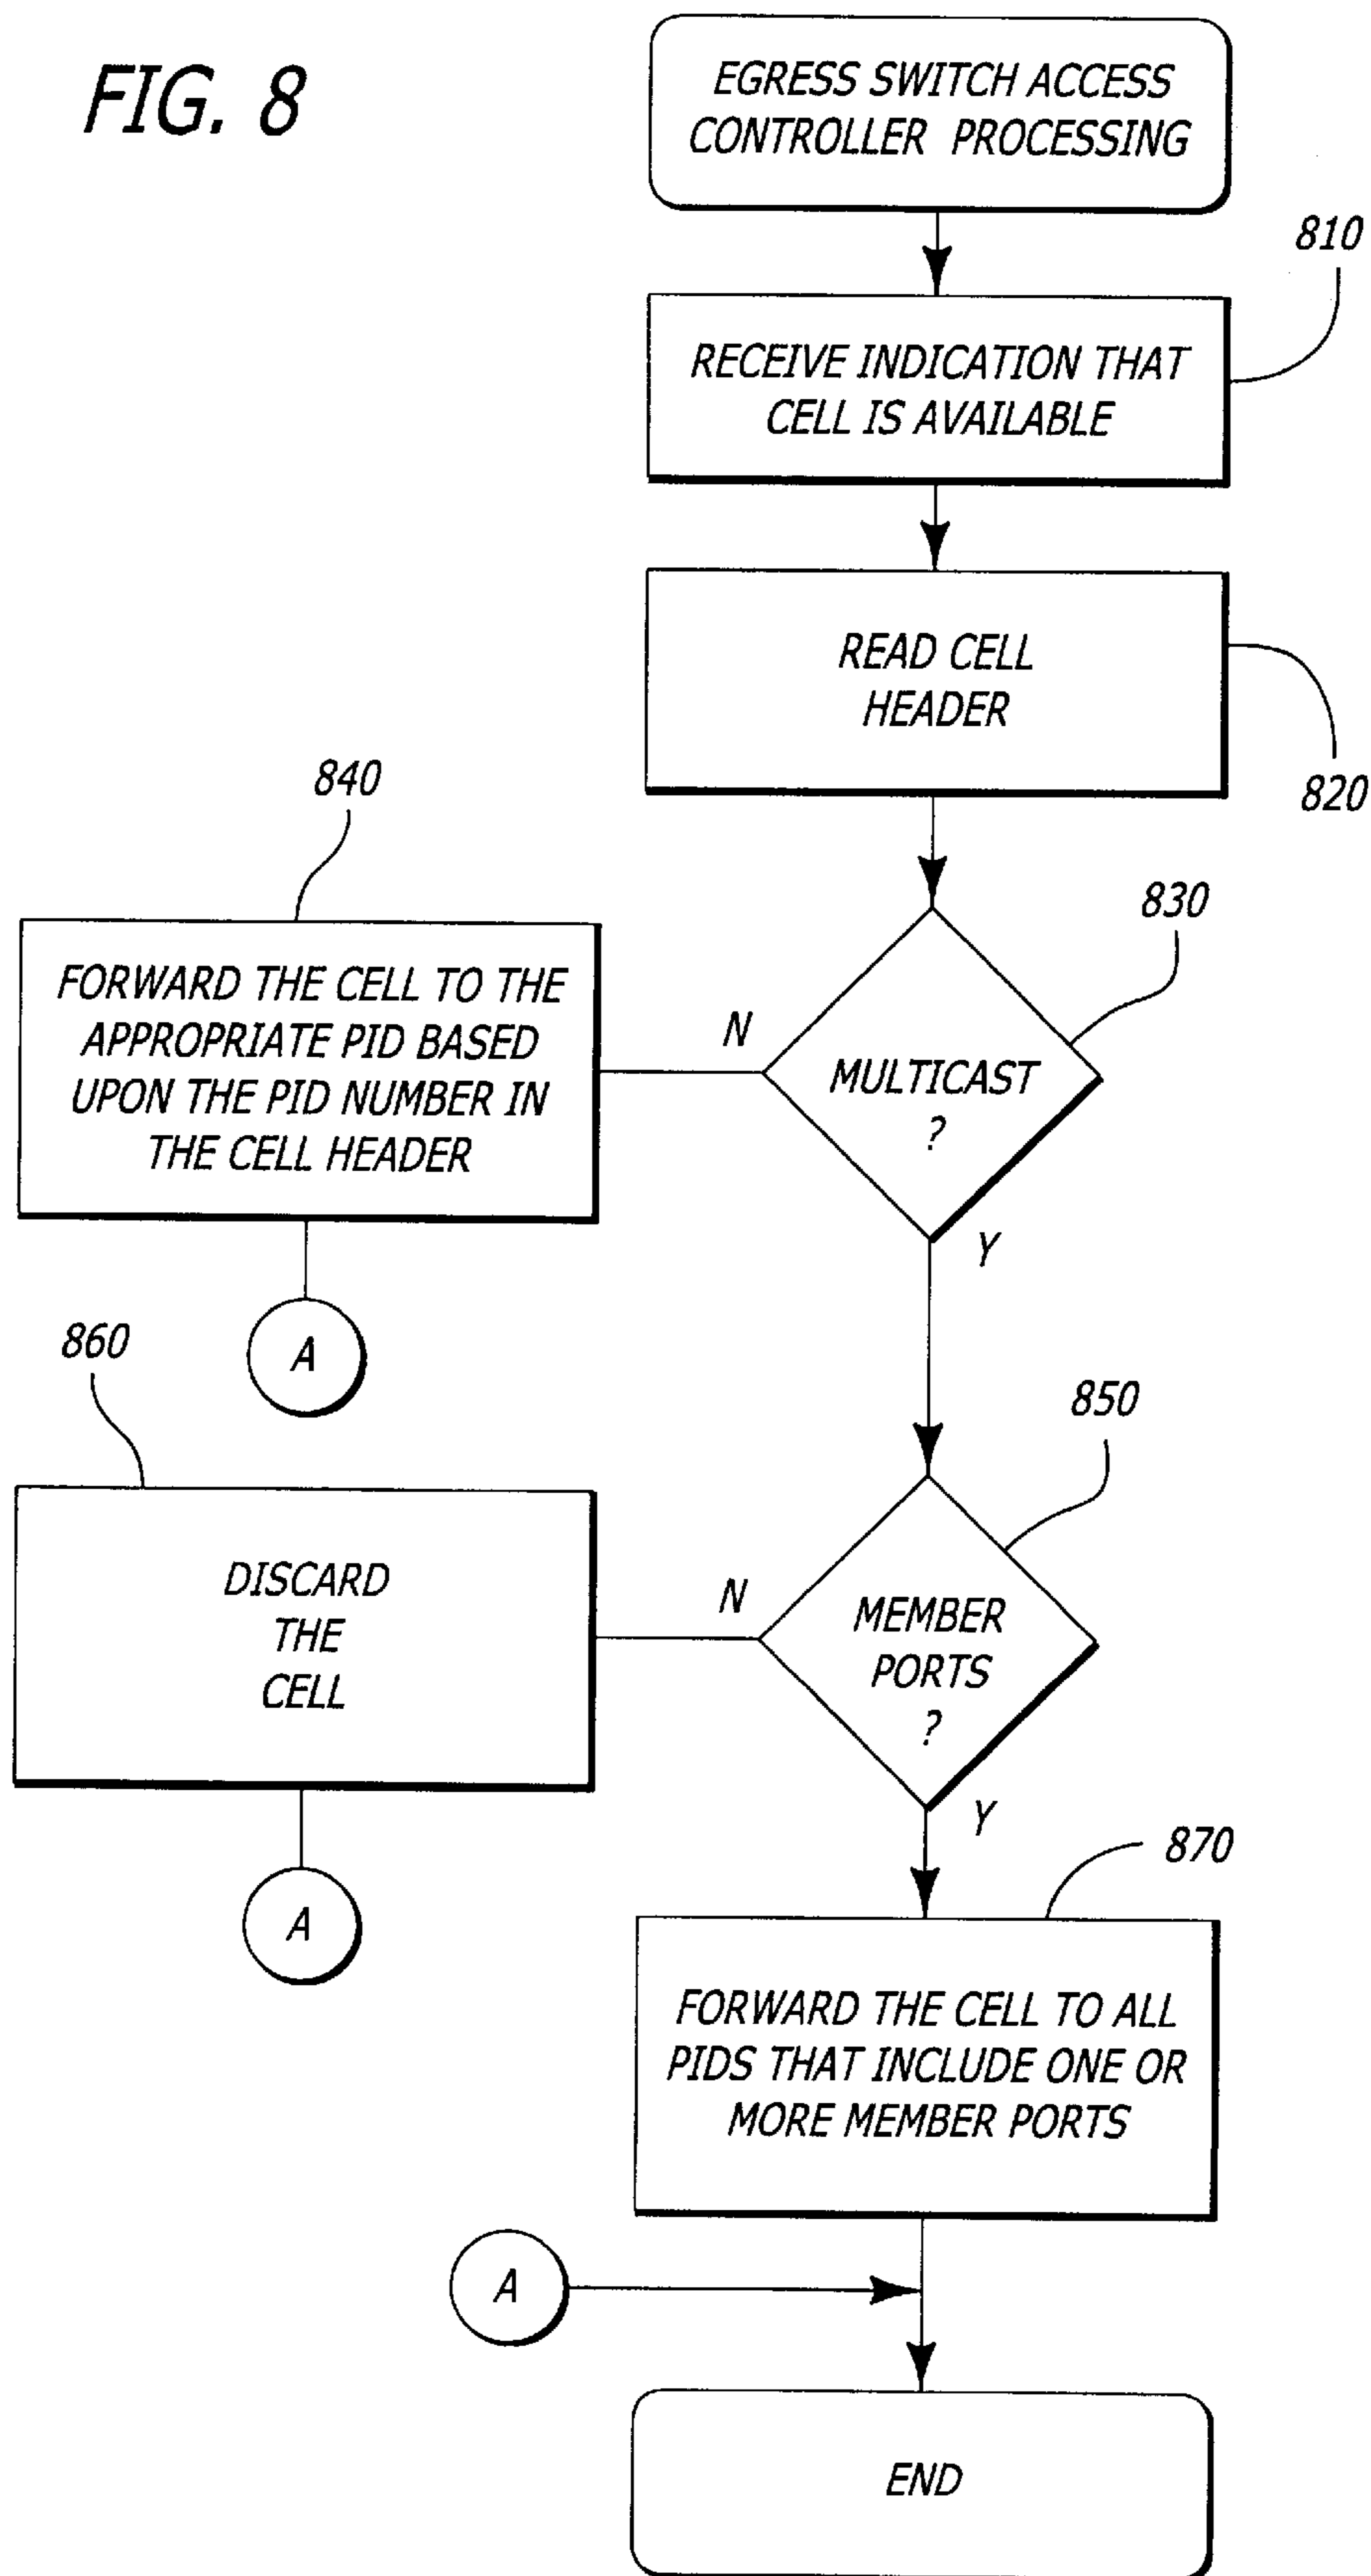 FIG. 8
EGRESS SWITCH ACCESS
CONTROLLER PROCESSING
810
RECEIVE INDICATION THAT
CELL IS AVAILABLE
READ CELL
HEADER
820
840
830
FORWARD THE CELL TO THE
APPROPRIATE PID BASED
UPON THE PID NUMBER IN
THE CELL HEADER
N
MULTICAST
?
Y
A
860
850
DISCARD
THE
CELL
N
MEMBER
PORTS
?
Y
A
870
FORWARD THE CELL TO ALL
PIDS THAT INCLUDE ONE OR
MORE MEMBER PORTS
A
END